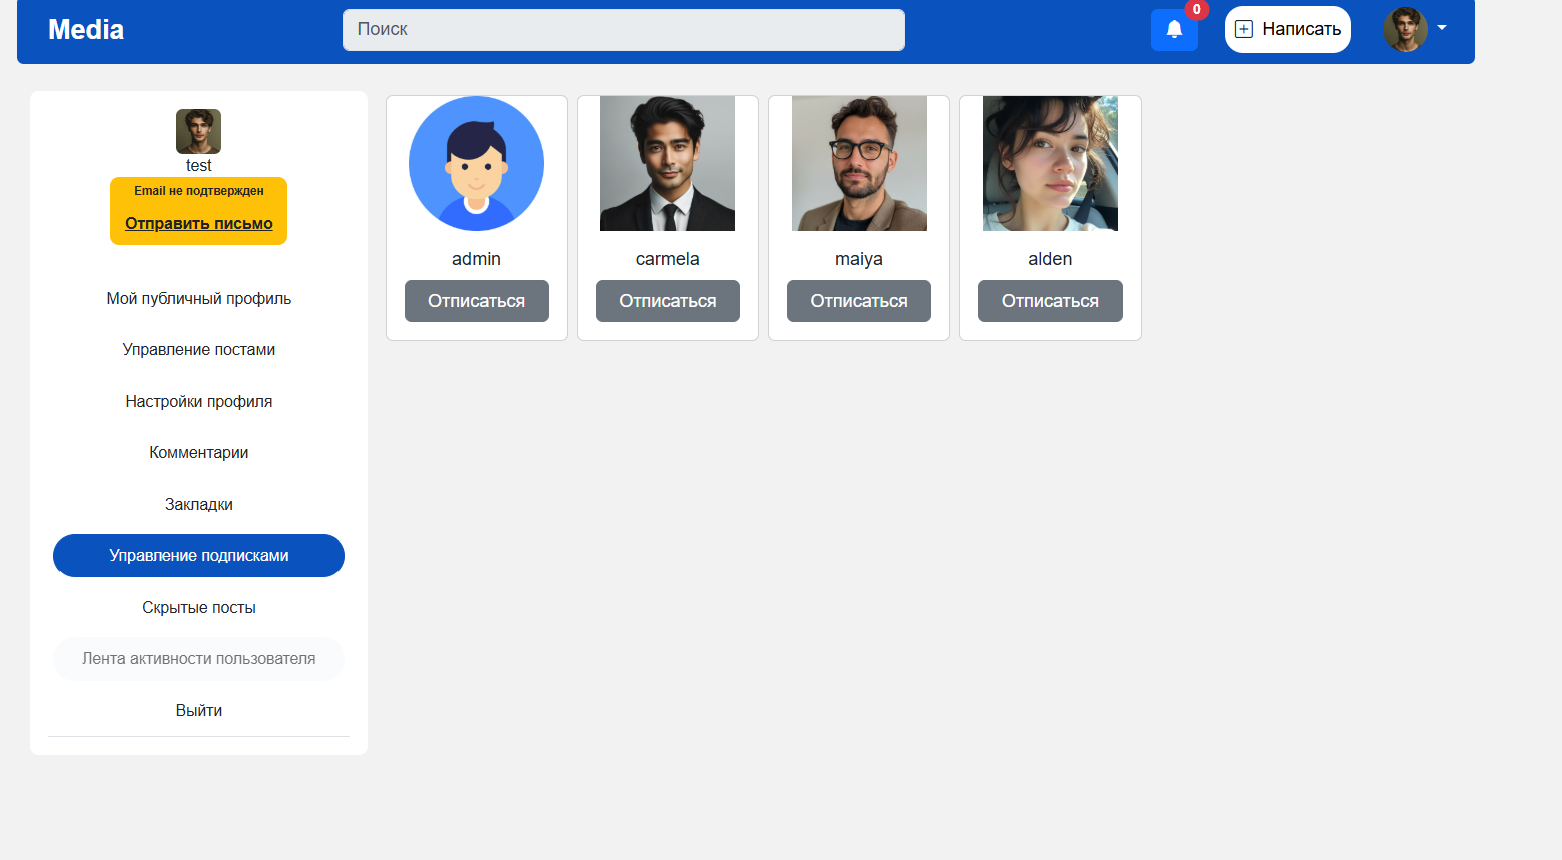 Media
Поиск
0
Написать
test
Email не подтвержден
Отправить письмо
Мой публичный профиль
Управление постами
Настройки профиля
Комментарии
Закладки
Управление подписками
Скрытые посты
Лента активности пользователя
Выйти
admin
Отписаться
carmela
Отписаться
maiya
Отписаться
alden
Отписаться